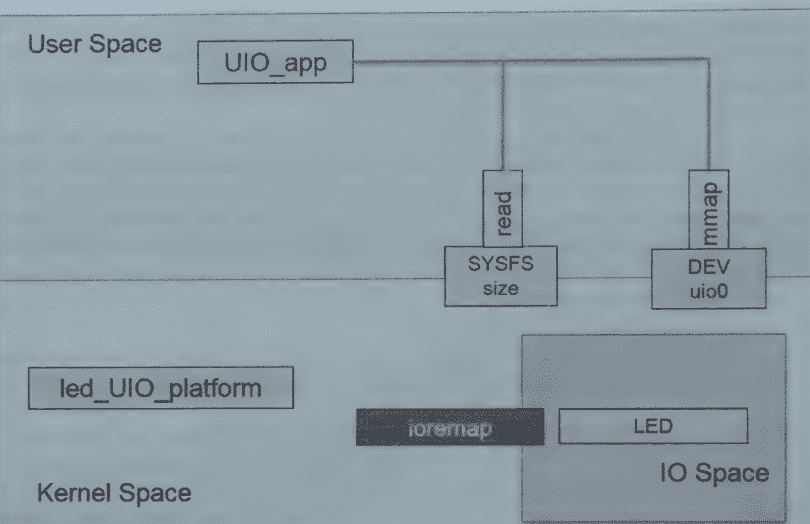 User Space
UIO_app
read
mmap
SYSFS
size
DEV
uio0
led_UIO_platform
ioremap
LED
IO Space
Kernel Space